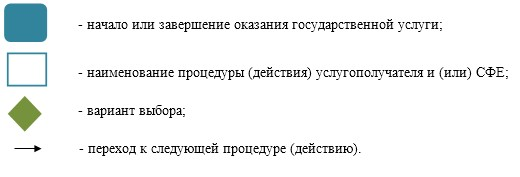 - начало или завершение оказания государственной услуги;
- наименование процедуры (действия) услугополучателя и (или) СФЕ;
- вариант выбора;
- переход к следующей процедуре (действию).